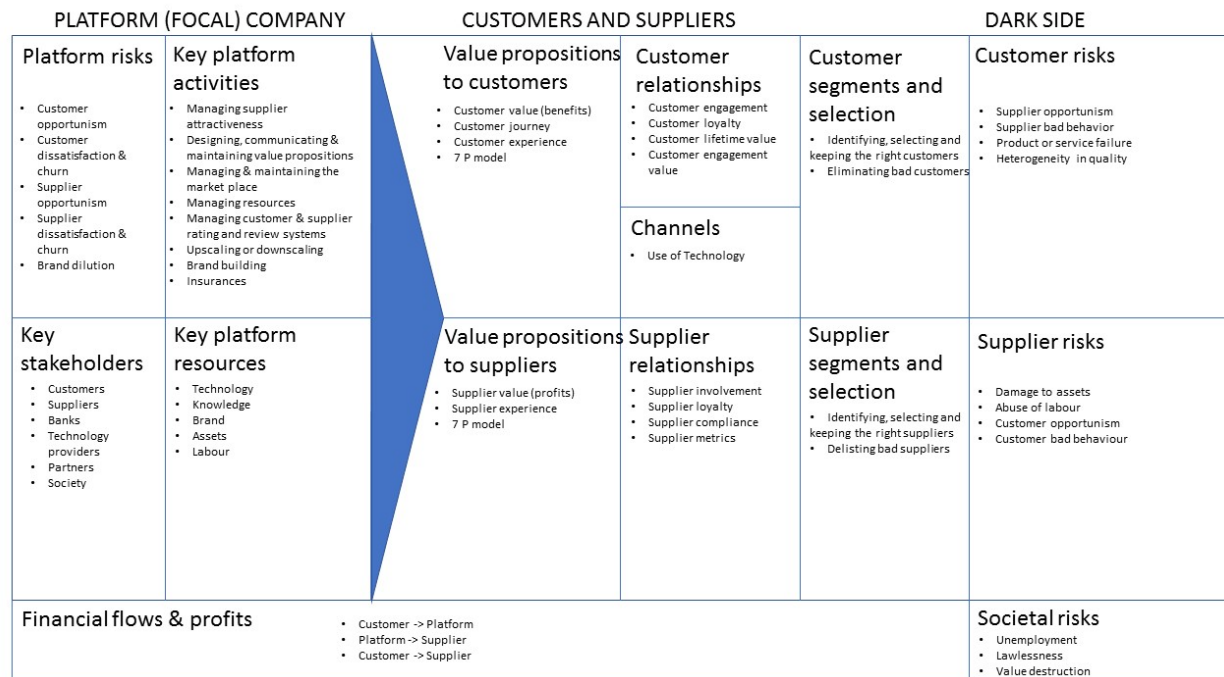 PLATFORM (FOCAL) COMPANY
CUSTOMERS AND SUPPLIERS
DARK SIDE
Platform risks
• Customer
opportunism
• Customer
dissatisfaction &
churn
• Supplier
opportunism
• Supplier
dissatisfaction &
churn
• Brand dilution
Key platform
activities
• Managing supplier
attractiveness
• Designing, communicating &
maintaining value propositions
• Managing & maintaining the
market place
• Managing resources
• Managing customer & supplier
rating and review systems
• Upscaling or downscaling
• Brand building
• Insurances
Value propositions
to customers
• Customer value (benefits)
• Customer journey
• Customer experience
• 7 P model
Customer
relationships
• Customer engagement
• Customer loyalty
• Customer lifetime value
• Customer engagement
value
Channels
• Use of Technology
Customer
segments and
selection
• Identifying, selecting and
keeping the right customers
• Eliminating bad customers
Customer risks
• Supplier opportunism
• Supplier bad behavior
• Product or service failure
• Heterogeneity in quality
Key
stakeholders
• Customers
• Suppliers
• Banks
• Technology
providers
• Partners
• Society
Key platform
resources
• Technology
• Knowledge
• Brand
• Assets
• Labour
Value propositions
to suppliers
• Supplier value (profits)
• Supplier experience
• 7 P model
Supplier
relationships
• Supplier involvement
• Supplier loyalty
• Supplier compliance
• Supplier metrics
Supplier
segments and
selection
• Identifying, selecting and
keeping the right suppliers
• Delisting bad suppliers
Supplier risks
• Damage to assets
• Abuse of labour
• Customer opportunism
• Customer bad behaviour
Financial flows & profits
• Customer -> Platform
• Platform -> Supplier
• Customer -> Supplier
Societal risks
• Unemployment
• Lawlessness
• Value destruction